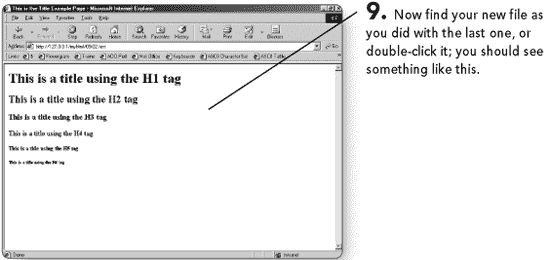 This is the Title Example Page - Microsoft Internet Explorer
File Edit View Favorites Tools Help
Back Stop Refresh Home Search Favorites History Mail Print Edit Discuss
Address
Links
This is a title using the H1 tag
This is a title using the H2 tag
This is a title using the H3 tag
This is a title using the H4 tag
This is a title using the H5 tag
This is a title using the H6 tag
Done
9. Now find your new file as
you did with the last one, or
double-click it; you should see
something like this.